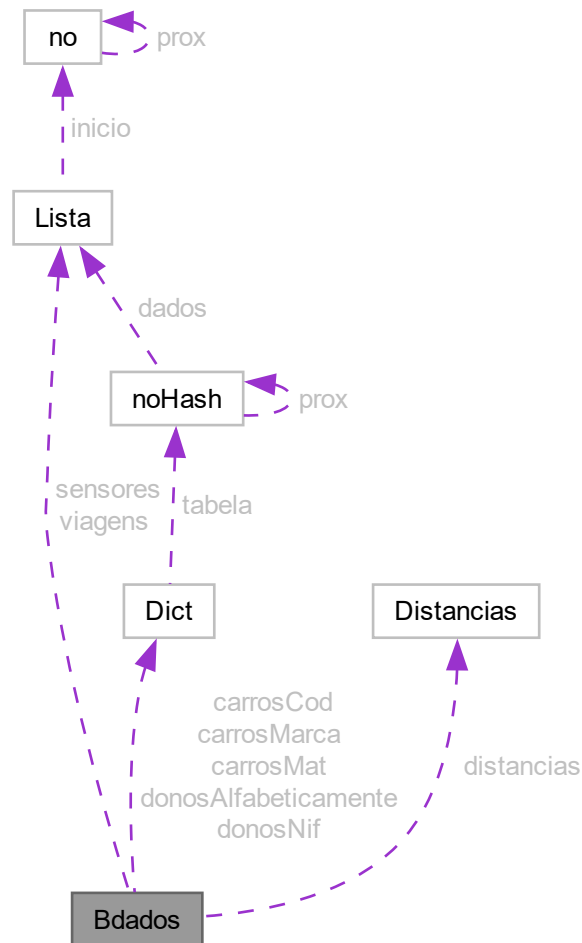 no
prox
inicio
Lista
dados
noHash
prox
sensores
viagens
tabela
Dict
Distancias
carrosCod
carrosMarca
carrosMat
donosAlfabeticamente
donosNif
distancias
Bdados